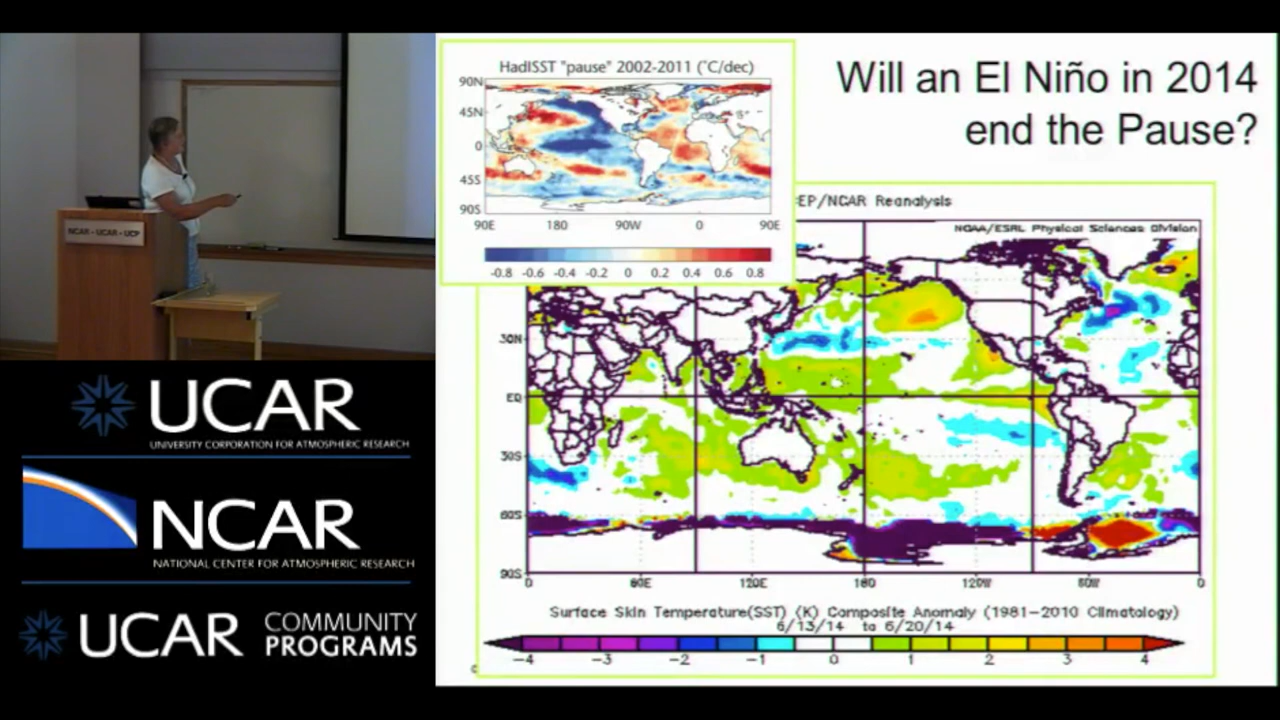 NCAR - UCAR - UCP
UCAR
UNIVERSITY CORPORATION FOR ATMOSPHERIC RESEARCH
NCAR
NATIONAL CENTER FOR ATMOSPHERIC RESEARCH
UCAR COMMUNITY
PROGRAMS
Will an El Niño in 2014
end the Pause?
HadISST "pause" 2002-2011 (˚C/dec)
90N
45N
0
45S
90S
90E 180 90W 0 90E
-0.8 -0.6 -0.4 -0.2 0 0.2 0.4 0.6 0.8
EP/NCAR Reanalysis
NOAA/ESRL Physical Sciences Division
30N
EQ
30S
60S
90S
0 60E 120E 180 120W 60W 0
Surface Skin Temperature(SST) (K) Composite Anomaly (1981-2010 Climatology)
6/13/14 to 6/20/14
-4 -3 -2 -1 0 1 2 3 4